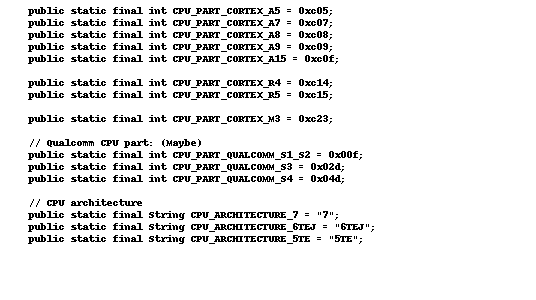 public static final int CPU_PART_CORTEX_A5 = 0xc05;
public static final int CPU_PART_CORTEX_A7 = 0xc07;
public static final int CPU_PART_CORTEX_A8 = 0xc08;
public static final int CPU_PART_CORTEX_A9 = 0xc09;
public static final int CPU_PART_CORTEX_A15 = 0xc0f;
public static final int CPU_PART_CORTEX_R4 = 0xc14;
public static final int CPU_PART_CORTEX_R5 = 0xc15;
public static final int CPU_PART_CORTEX_M3 = 0xc23;
// Qualcomm CPU part: (Maybe)
public static final int CPU_PART_QUALCOMM_S1_S2 = 0x00f;
public static final int CPU_PART_QUALCOMM_S3 = 0x02d;
public static final int CPU_PART_QUALCOMM_S4 = 0x04d;
// CPU architecture
public static final String CPU_ARCHITECTURE_7 = "7";
public static final String CPU_ARCHITECTURE_6TEJ = "6TEJ";
public static final String CPU_ARCHITECTURE_5TE = "5TE";